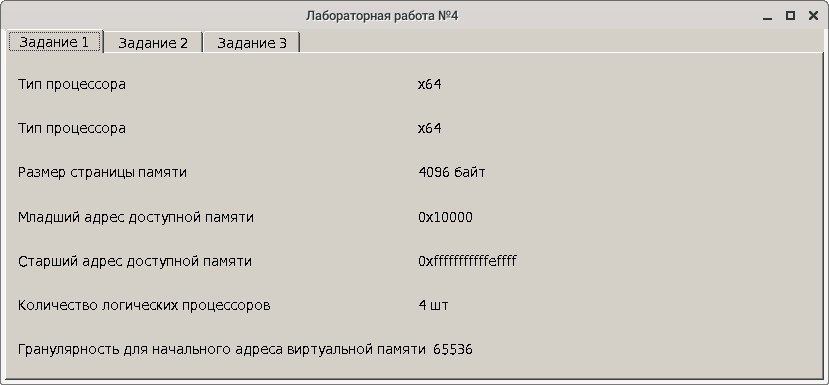 Лабораторная работа №4
Задание 1 Задание 2 Задание 3
Тип процессора x64
Тип процессора x64
Размер страницы памяти 4096 байт
Младший адрес доступной памяти 0x10000
Старший адрес доступной памяти 0xfffffffffffeffff
Количество логических процессоров 4 шт
Гранулярность для начального адреса виртуальной памяти 65536